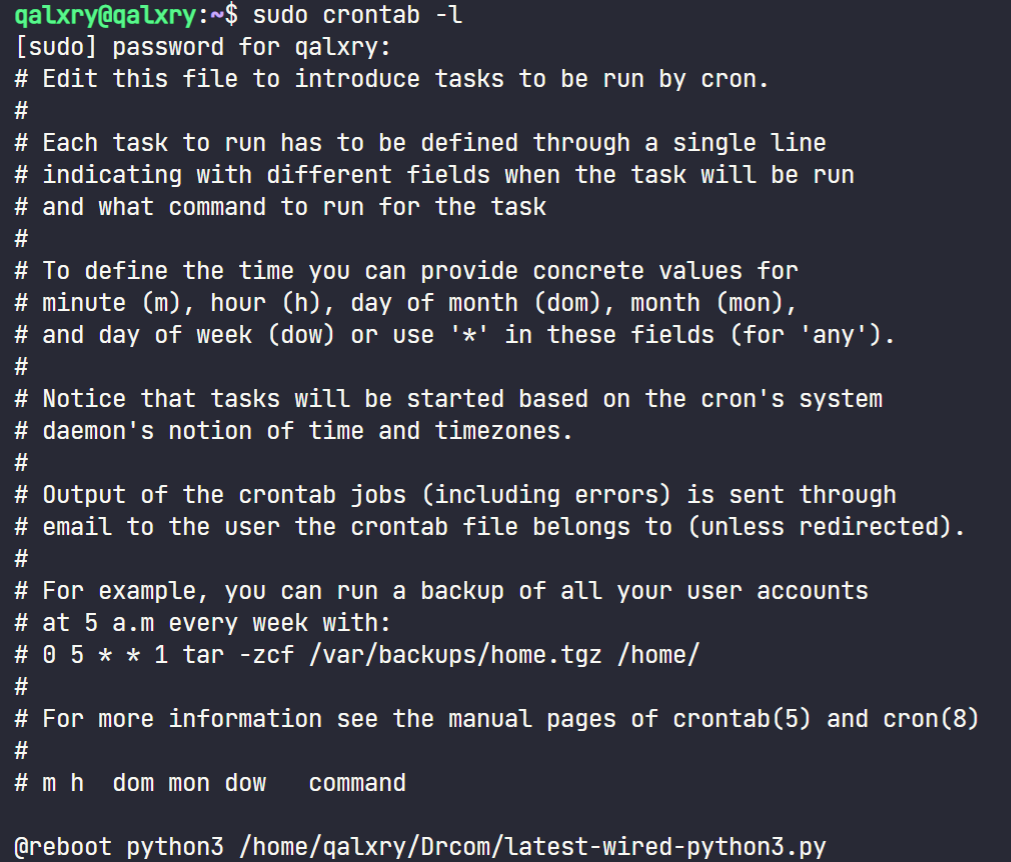 qalxry@qalxry:~$ sudo crontab -l
[sudo] password for qalxry:
# Edit this file to introduce tasks to be run by cron.
#
# Each task to run has to be defined through a single line
# indicating with different fields when the task will be run
# and what command to run for the task
#
# To define the time you can provide concrete values for
# minute (m), hour (h), day of month (dom), month (mon),
# and day of week (dow) or use '*' in these fields (for 'any').
#
# Notice that tasks will be started based on the cron's system
# daemon's notion of time and timezones.
#
# Output of the crontab jobs (including errors) is sent through
# email to the user the crontab file belongs to (unless redirected).
#
# For example, you can run a backup of all your user accounts
# at 5 a.m every week with:
# 0 5 * * 1 tar -zcf /var/backups/home.tgz /home/
#
# For more information see the manual pages of crontab(5) and cron(8)
#
# m h  dom mon dow   command

@reboot python3 /home/qalxry/Drcom/latest-wired-python3.py